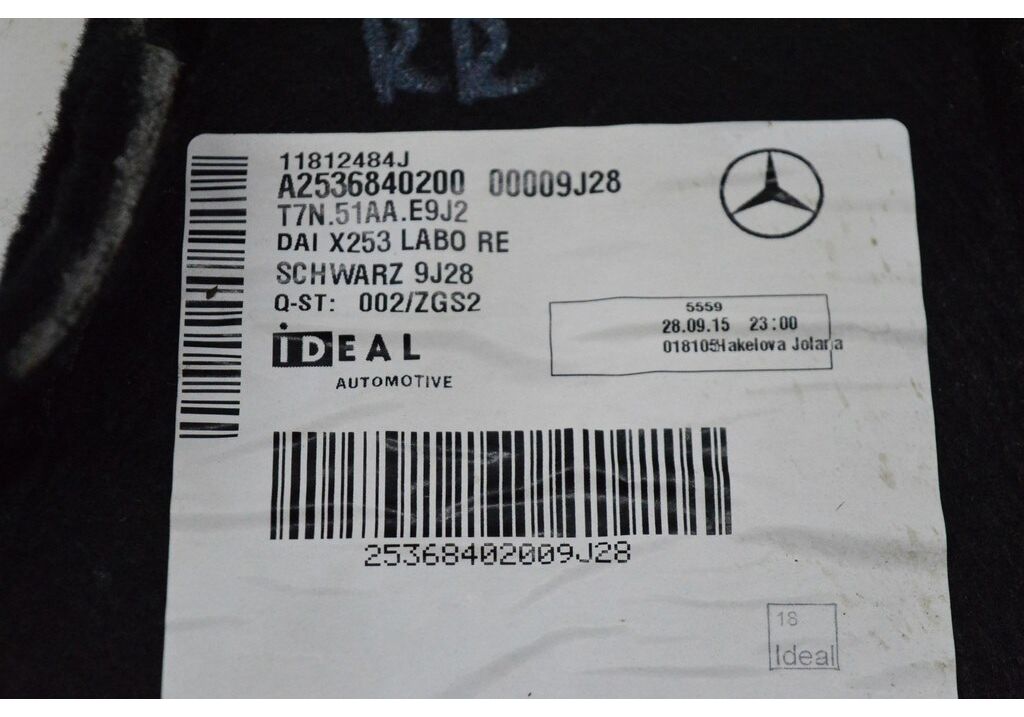 RR
11812484J
A2536840200 00009J28
T7N.51AA.E9J2
DAI X253 LABO RE
SCHWARZ 9J28
Q-ST: 002/ZGS2
iDEAL
AUTOMOTIVE
5559
28.09.15 23:00
018105Hakelova Jolana
25368402009J28
18
Ideal